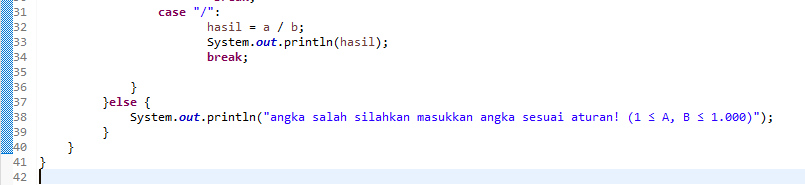 31 case "/":
32 hasil = a / b;
33 System.out.println(hasil);
34 break;
35
36 }
37 }else {
38 System.out.println("angka salah silahkan masukkan angka sesuai aturan! (1 ≤ A, B ≤ 1.000)");
39 }
40 }
41 }
42